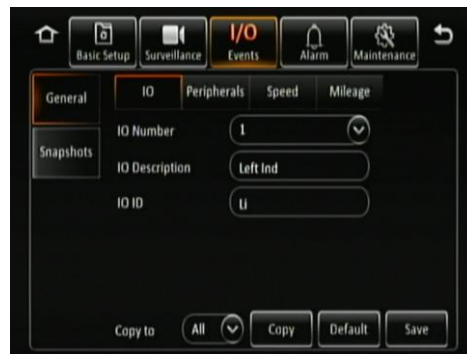 Basic Setup Surveillance I/O Events Alarm Maintenance
General IO Peripherals Speed Mileage
IO Number 1
Snapshots
IO Description Left Ind
IO ID Li
Copy to All Copy Default Save